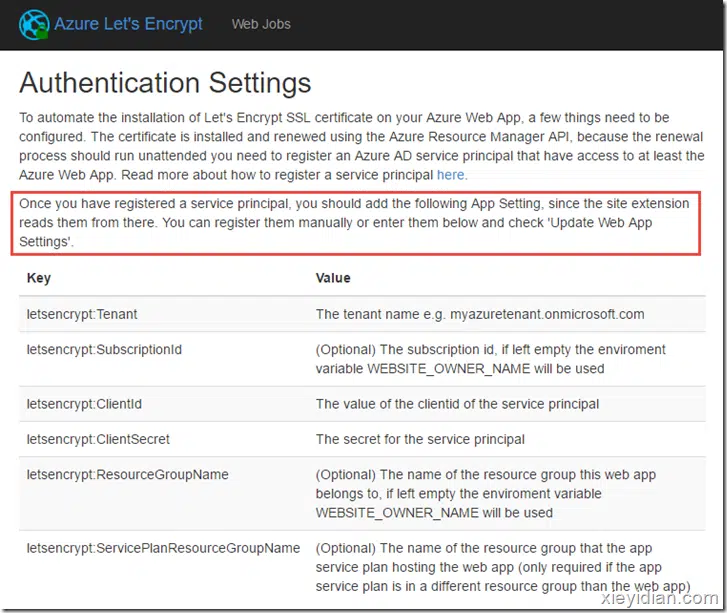 Azure Let's Encrypt Web Jobs
Authentication Settings
To automate the installation of Let's Encrypt SSL certificate on your Azure Web App, a few things need to be
configured. The certificate is installed and renewed using the Azure Resource Manager API, because the renewal
process should run unattended you need to register an Azure AD service principal that have access to at least the
Azure Web App. Read more about how to register a service principal here.
Once you have registered a service principal, you should add the following App Setting, since the site extension
reads them from there. You can register them manually or enter them below and check 'Update Web App
Settings'.
Key Value
letsencrypt:Tenant The tenant name e.g. myazuretenant.onmicrosoft.com
letsencrypt:SubscriptionId (Optional) The subscription id, if left empty the enviroment
variable WEBSITE_OWNER_NAME will be used
letsencrypt:ClientId The value of the clientid of the service principal
letsencrypt:ClientSecret The secret for the service principal
letsencrypt:ResourceGroupName (Optional) The name of the resource group this web app
belongs to, if left empty the enviroment variable
WEBSITE_OWNER_NAME will be used
letsencrypt:ServicePlanResourceGroupName (Optional) The name of the resource group that the app
service plan hosting the web app (only required if the app
service plan is in a different resource group than the web app)
xieyidian.com